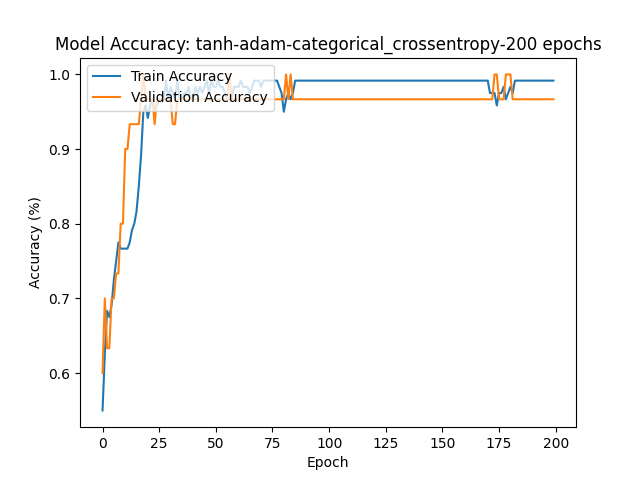 Model Accuracy: tanh-adam-categorical_crossentropy-200 epochs
Train Accuracy
Validation Accuracy
1.0
0.9
0.8
0.7
0.6
Accuracy (%)
0 25 50 75 100 125 150 175 200
Epoch